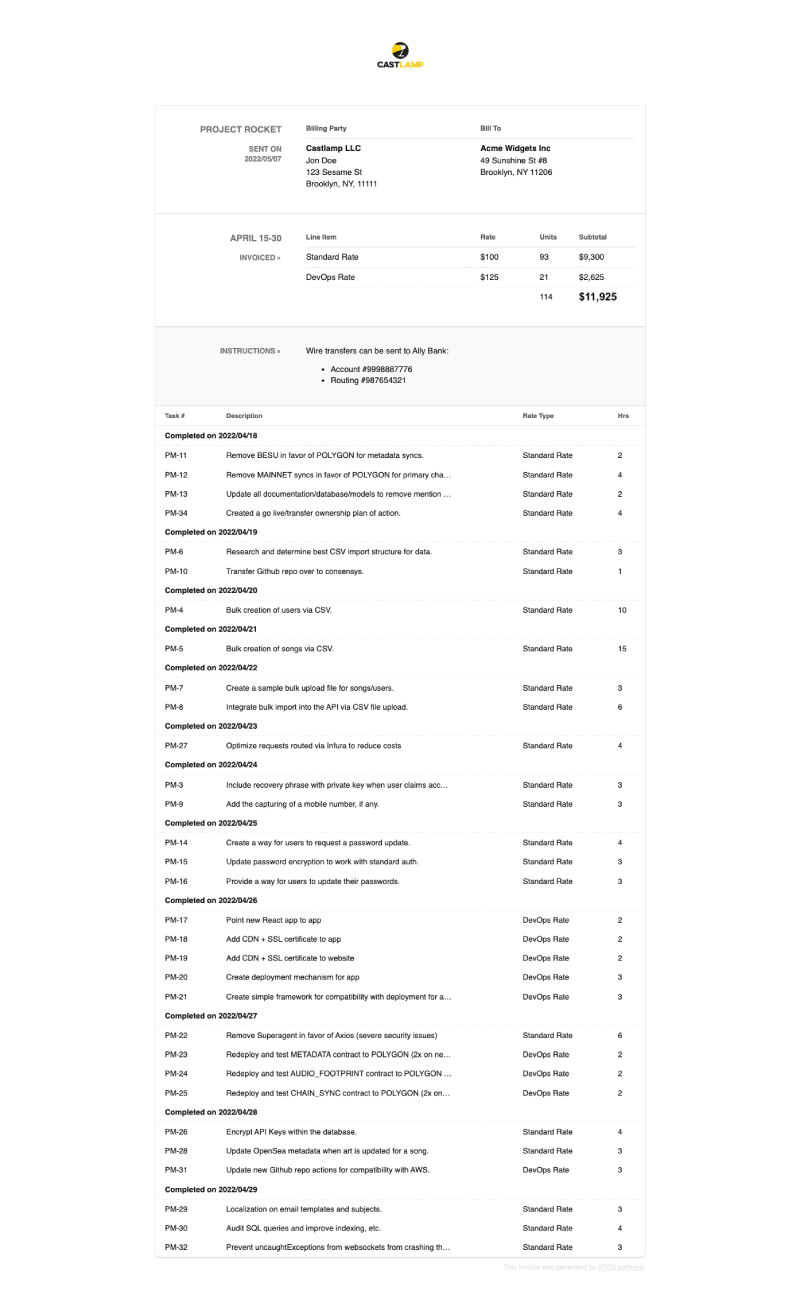 CASTLAMP
PROJECT ROCKET Billing Party Bill To
SENT ON Castlamp LLC Acme Widgets Inc
2022/05/07 Jon Doe 49 Sunshine St #8
123 Sesame St Brooklyn, NY 11206
Brooklyn, NY, 11111
APRIL 15-30 Line Item Rate Units Subtotal
INVOICED » Standard Rate $100 93 $9,300
DevOps Rate $125 21 $2,625
114 $11,925
INSTRUCTIONS » Wire transfers can be sent to Ally Bank:
• Account #9998887776
• Routing #987654321
Task # Description Rate Type Hrs
Completed on 2022/04/18
PM-11 Remove BESU in favor of POLYGON for metadata syncs. Standard Rate 2
PM-12 Remove MAINNET syncs in favor of POLYGON for primary cha… Standard Rate 4
PM-13 Update all documentation/database/models to remove mention … Standard Rate 2
PM-34 Created a go live/transfer ownership plan of action. Standard Rate 4
Completed on 2022/04/19
PM-6 Research and determine best CSV import structure for data. Standard Rate 3
PM-10 Transfer Github repo over to consensys. Standard Rate 1
Completed on 2022/04/20
PM-4 Bulk creation of users via CSV. Standard Rate 10
Completed on 2022/04/21
PM-5 Bulk creation of songs via CSV. Standard Rate 15
Completed on 2022/04/22
PM-7 Create a sample bulk upload file for songs/users. Standard Rate 3
PM-8 Integrate bulk import into the API via CSV file upload. Standard Rate 6
Completed on 2022/04/23
PM-27 Optimize requests routed via Infura to reduce costs Standard Rate 4
Completed on 2022/04/24
PM-3 Include recovery phrase with private key when user claims acc… Standard Rate 3
PM-9 Add the capturing of a mobile number, if any. Standard Rate 3
Completed on 2022/04/25
PM-14 Create a way for users to request a password update. Standard Rate 4
PM-15 Update password encryption to work with standard auth. Standard Rate 3
PM-16 Provide a way for users to update their passwords. Standard Rate 3
Completed on 2022/04/26
PM-17 Point new React app to app DevOps Rate 2
PM-18 Add CDN + SSL certificate to app DevOps Rate 2
PM-19 Add CDN + SSL certificate to website DevOps Rate 2
PM-20 Create deployment mechanism for app DevOps Rate 3
PM-21 Create simple framework for compatibility with deployment for a… DevOps Rate 3
Completed on 2022/04/27
PM-22 Remove Superagent in favor of Axios (severe security issues) Standard Rate 6
PM-23 Redeploy and test METADATA contract to POLYGON (2x on ne… DevOps Rate 2
PM-24 Redeploy and test AUDIO_FOOTPRINT contract to POLYGON … DevOps Rate 2
PM-25 Redeploy and test CHAIN_SYNC contract to POLYGON (2x on… DevOps Rate 2
Completed on 2022/04/28
PM-26 Encrypt API Keys within the database. Standard Rate 4
PM-28 Update OpenSea metadata when art is updated for a song. Standard Rate 3
PM-31 Update new Github repo actions for compatibility with AWS. DevOps Rate 3
Completed on 2022/04/29
PM-29 Localization on email templates and subjects. Standard Rate 3
PM-30 Audit SQL queries and improve indexing, etc. Standard Rate 4
PM-32 Prevent uncaughtExceptions from websockets from crashing th… Standard Rate 3
This invoice was generated by ATOS software.